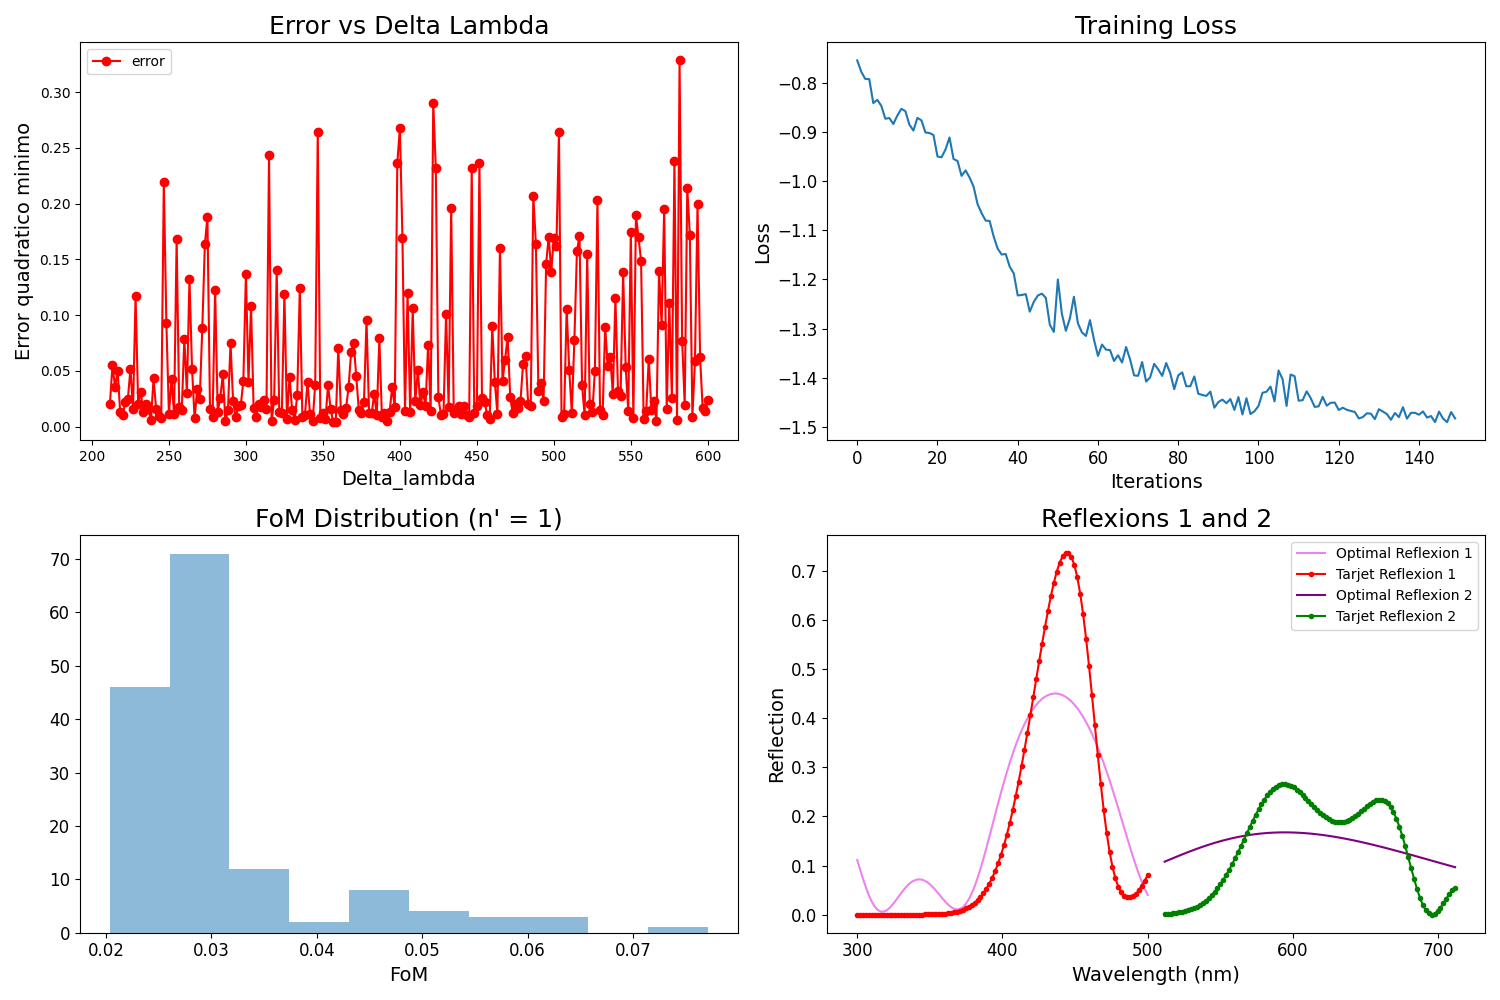 Error vs Delta Lambda
error
Error quadratico minimo
0.30
0.25
0.20
0.15
0.10
0.05
0.00
200 250 300 350 400 450 500 550 600
Delta_lambda
Training Loss
Loss
−0.8
−0.9
−1.0
−1.1
−1.2
−1.3
−1.4
−1.5
0 20 40 60 80 100 120 140
Iterations
FoM Distribution (n' = 1)
70
60
50
40
30
20
10
0
0.02 0.03 0.04 0.05 0.06 0.07
FoM
Reflexions 1 and 2
Optimal Reflexion 1
Tarjet Reflexion 1
Optimal Reflexion 2
Tarjet Reflexion 2
Reflection
0.7
0.6
0.5
0.4
0.3
0.2
0.1
0.0
300 400 500 600 700
Wavelength (nm)